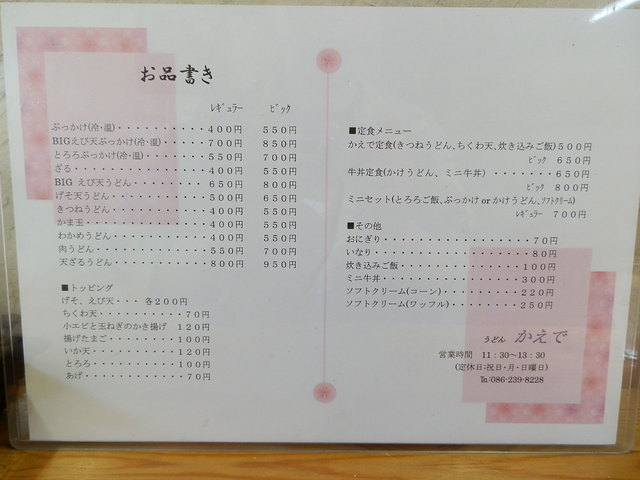 お品書き
ﾚｷﾞｭﾗｰ ﾋﾞｯｸ
ぶっかけ(冷・温)・・・・・・・・・・400円 550円
BIGえび天ぶっかけ(冷・温)・・・・700円 850円
とろろぶっかけ(冷・温)・・・・・・550円 700円
ざる・・・・・・・・・・・・・・・400円 550円
BIG えび天うどん・・・・・・・・650円 800円
げそ天うどん・・・・・・・・・・・500円 650円
きつねうどん・・・・・・・・・・・400円 550円
かま玉・・・・・・・・・・・・・・400円 550円
わかめうどん・・・・・・・・・・・400円 550円
肉うどん・・・・・・・・・・・・・550円 700円
天ざるうどん・・・・・・・・・・・800円 950円
■トッピング
げそ、えび天・・・ 各200円
ちくわ天・・・・・・・・・70円
小エビと玉ねぎのかき揚げ 120円
揚げたまご・・・・・・・・100円
いか天・・・・・・・・・・120円
とろろ・・・・・・・・・・100円
あげ・・・・・・・・・・・70円
■定食メニュー
かえで定食(きつねうどん、ちくわ天、炊き込みご飯)500円
ﾋﾞｯｸ 650円
牛丼定食(かけうどん、ミニ牛丼)・・・・・・・650円
ﾋﾞｯｸ 800円
ミニセット(とろろご飯、ぶっかけorかけうどん、ｿﾌﾄｸﾘｰﾑ)
ﾚｷﾞｭﾗｰ 700円
■その他
おにぎり・・・・・・・・・・・・・・・70円
いなり・・・・・・・・・・・・・・・・80円
炊き込みご飯・・・・・・・・・・・・100円
ミニ牛丼・・・・・・・・・・・・・・300円
ソフトクリーム(コーン)・・・・・・・220円
ソフトクリーム(ワッフル)・・・・・・250円
うどん かえで
営業時間 11：30～13：30
(定休日:祝日・月・日曜日)
℡:086-239-8228